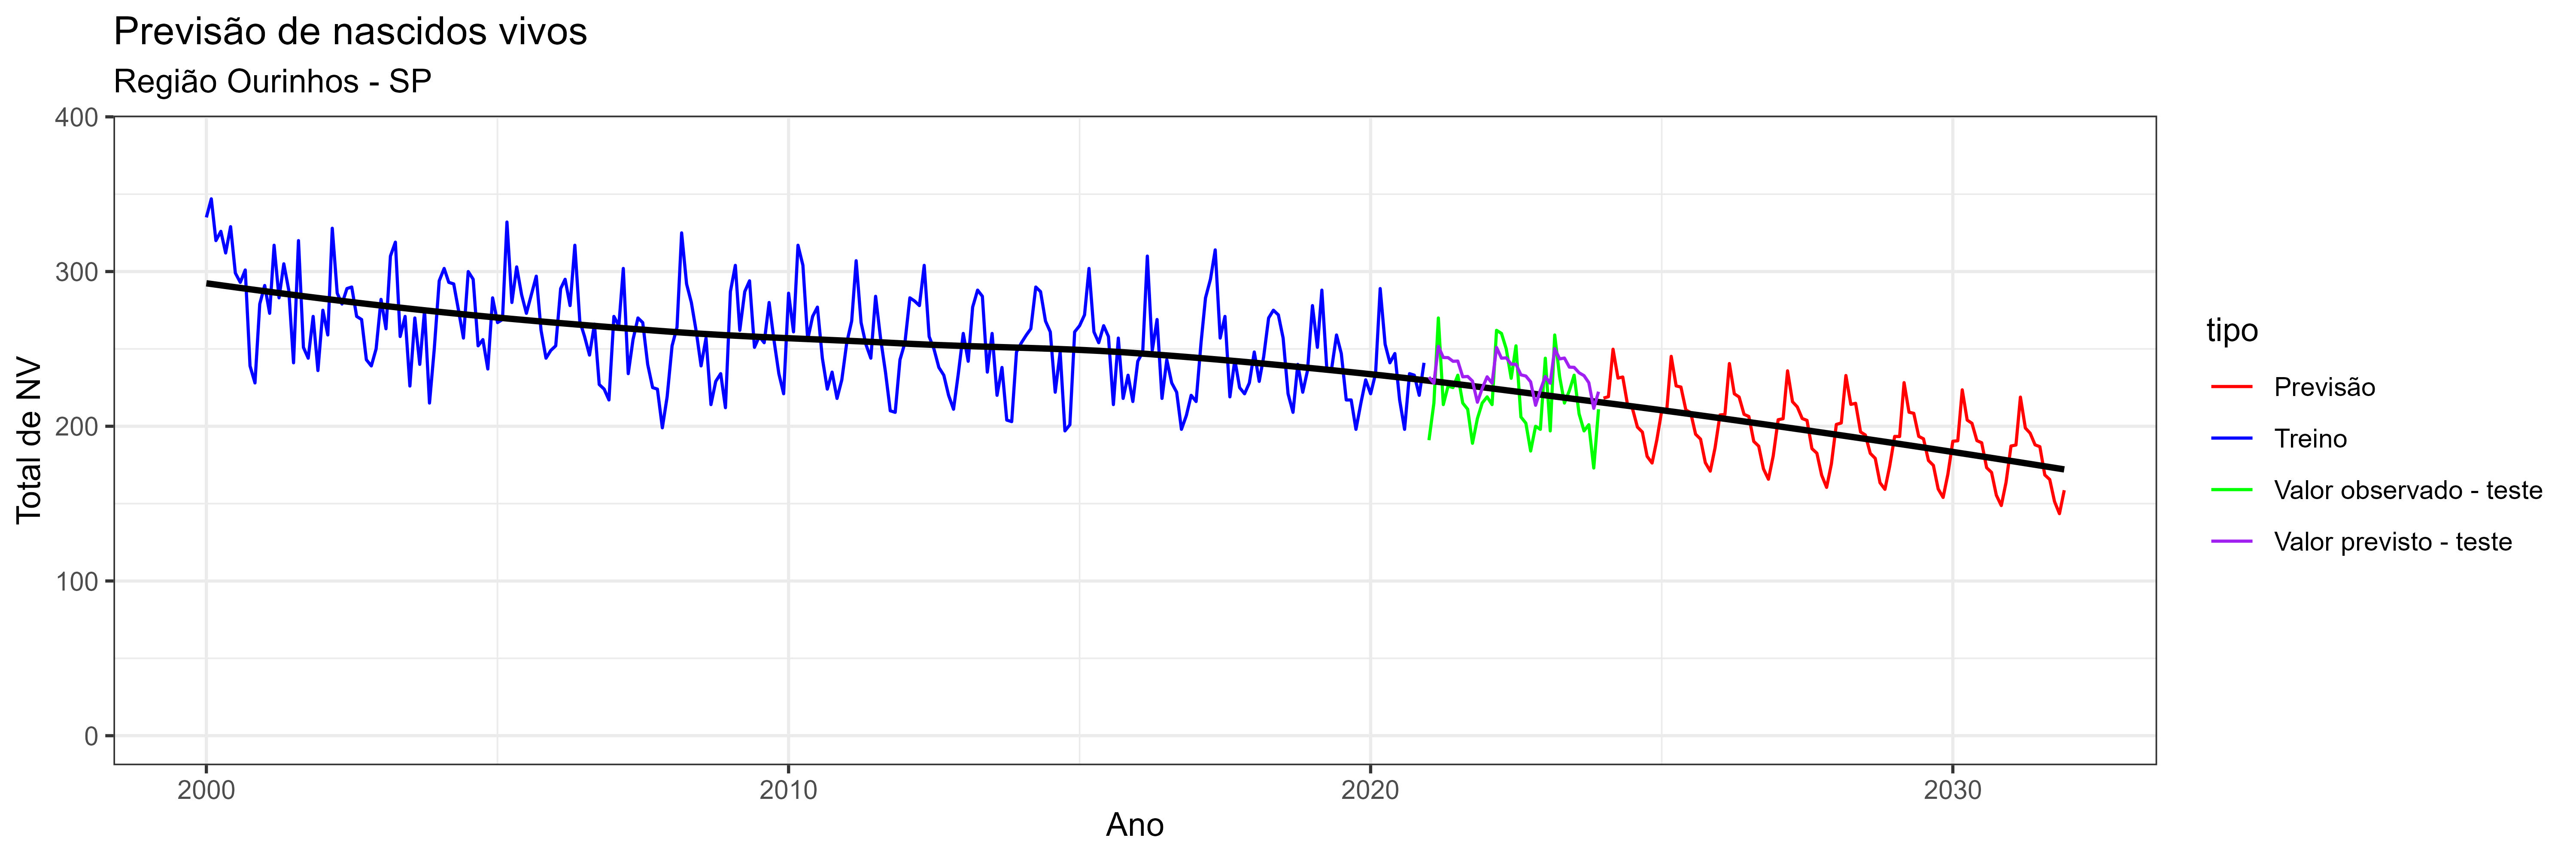 Previsão de nascidos vivos
Região Ourinhos - SP
400
300
200
100
0
Total de NV
2000
2010
2020
2030
Ano
tipo
Previsão
Treino
Valor observado - teste
Valor previsto - teste